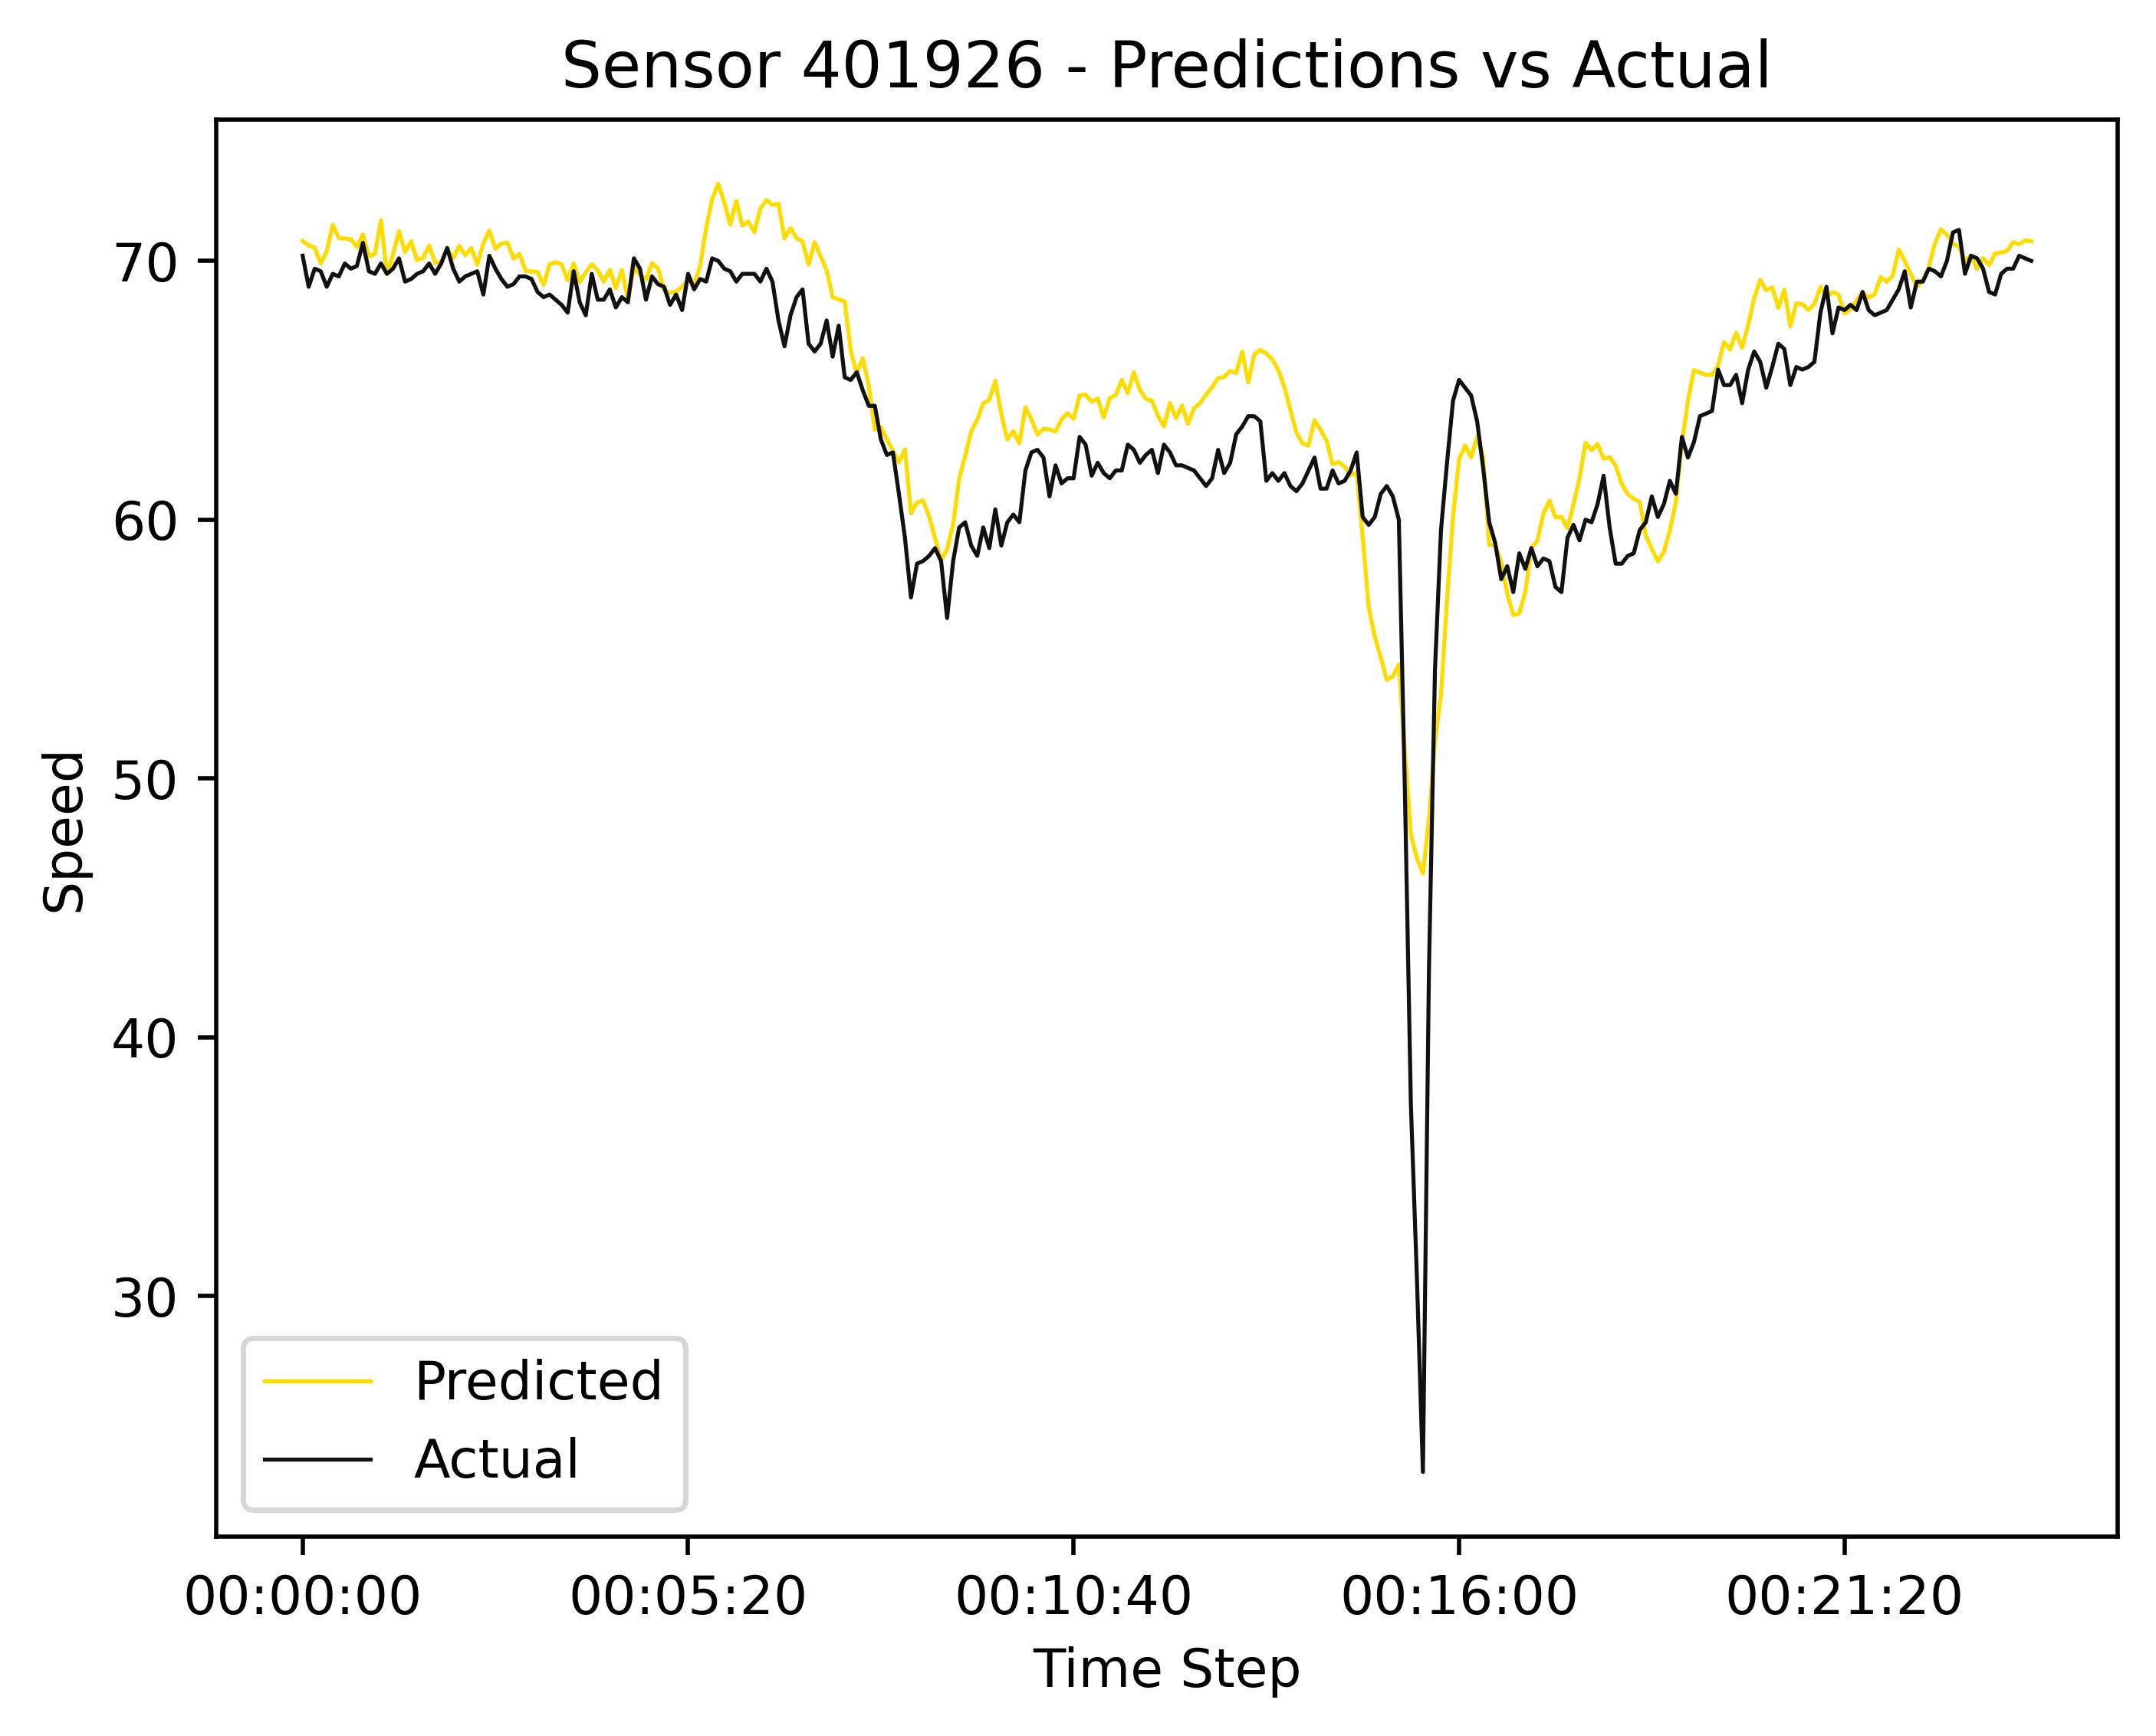 Sensor 401926 - Predictions vs Actual
70
60
50
40
30
Speed
Predicted
Actual
00:00:00 00:05:20 00:10:40 00:16:00 00:21:20
Time Step